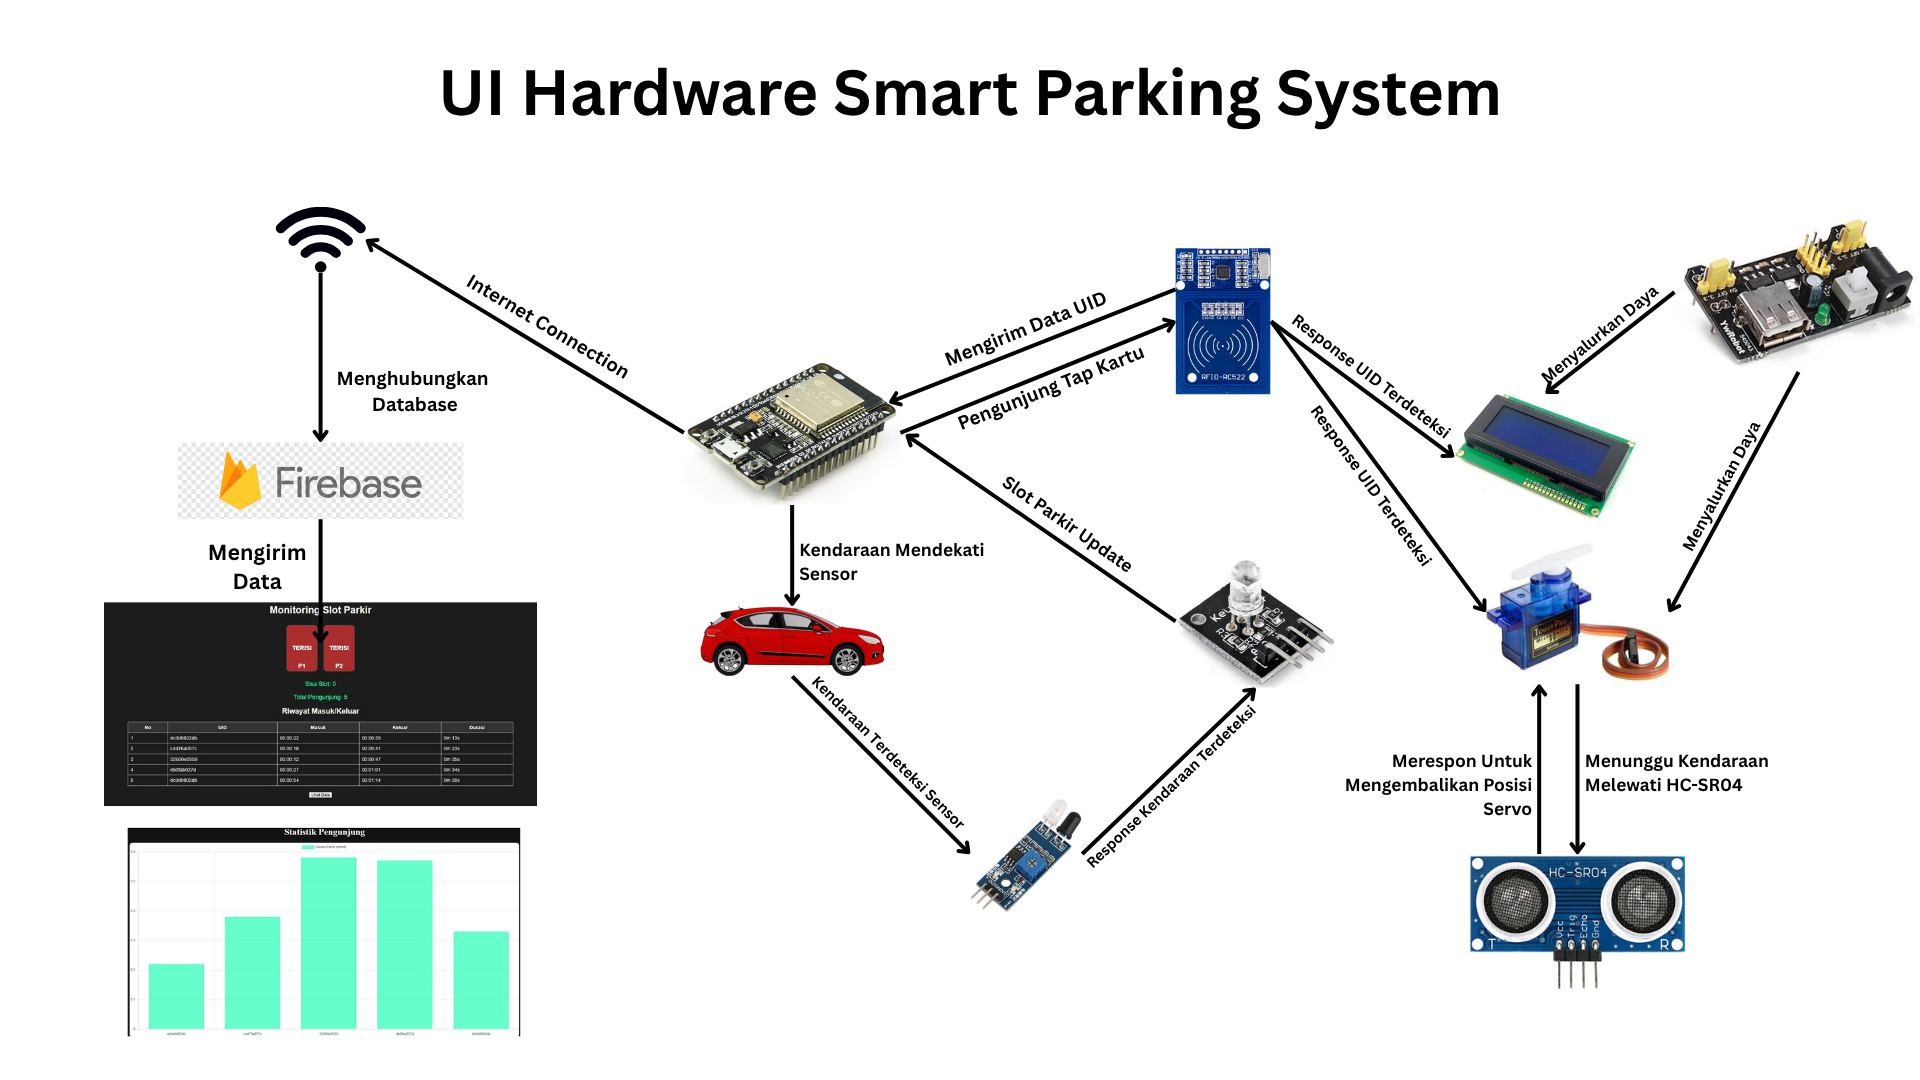 UI Hardware Smart Parking System
Internet Connection
Menghubungkan
Database
Firebase
Mengirim
Data
Monitoring Slot Parkir
TERISI
P1
TERISI
P2
Sisa Slot: 0
Total Pengunjung: 5
Riwayat Masuk/Keluar
No UID Masuk Keluar Durasi
1 00:00:22 00:00:35 0m 13s
2 00:00:18 00:00:41 0m 23s
3 00:00:12 00:00:47 0m 35s
4 00:00:27 00:01:01 0m 34s
5 00:00:54 00:01:14 0m 20s
Lihat Data
Statistik Pengunjung
Mengirim Data UID
Pengunjung Tap Kartu
RFID-RC522
Response UID Terdeteksi
Response UID Terdeteksi
Menyalurkan Daya
Menyalurkan Daya
YwRobot
Slot Parkir Update
Kendaraan Mendekati
Sensor
Kendaraan Terdeteksi Sensor
Response Kendaraan Terdeteksi
Merespon Untuk
Mengembalikan Posisi
Servo
Menunggu Kendaraan
Melewati HC-SR04
HC-SR04
Vcc
Trig
Echo
Gnd
T
R